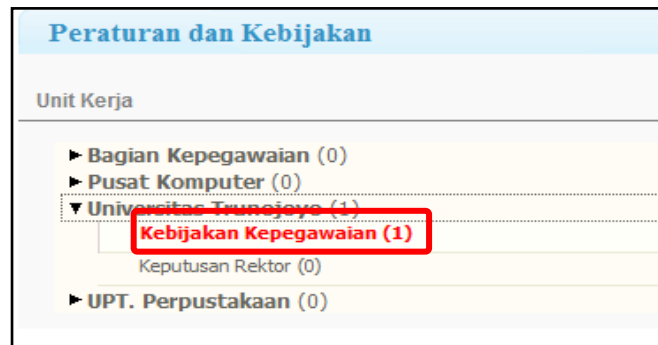 Peraturan dan Kebijakan
Unit Kerja
Bagian Kepegawaian (0)
Pusat Komputer (0)
Universitas Trunojoyo (1)
Kebijakan Kepegawaian (1)
Keputusan Rektor (0)
UPT. Perpustakaan (0)